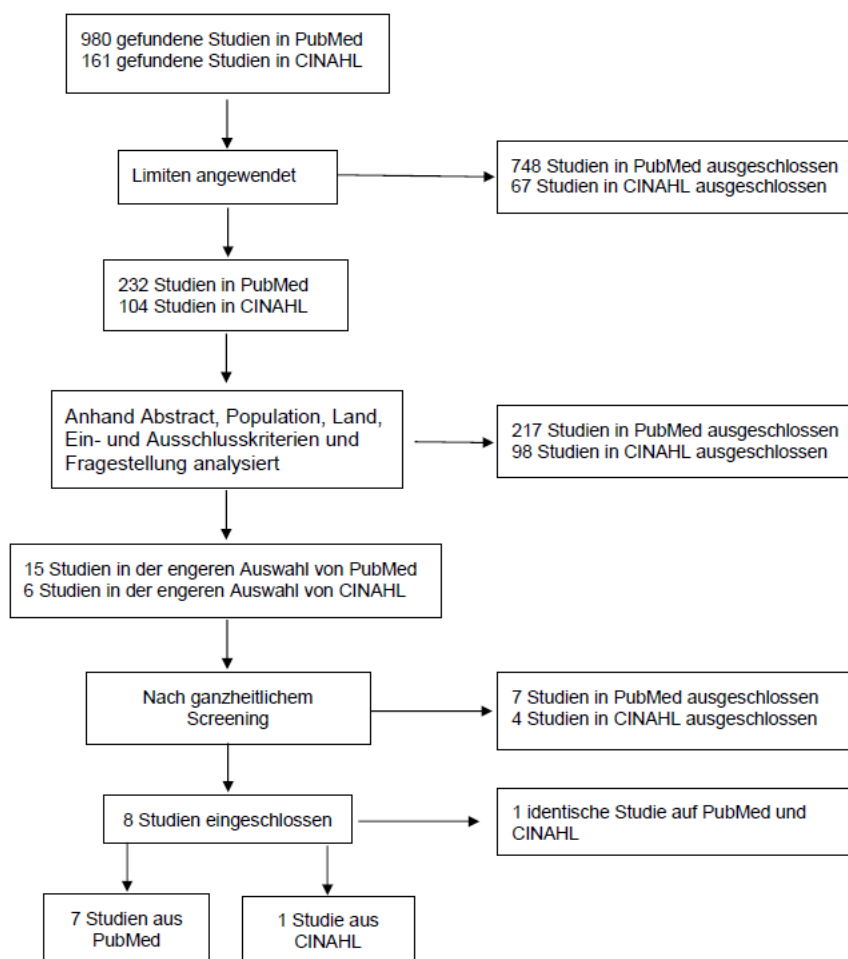 980 gefundene Studien in PubMed
161 gefundene Studien in CINAHL
Limiten angewendet
748 Studien in PubMed ausgeschlossen
67 Studien in CINAHL ausgeschlossen
232 Studien in PubMed
104 Studien in CINAHL
Anhand Abstract, Population, Land,
Ein- und Ausschlusskriterien und
Fragestellung analysiert
217 Studien in PubMed ausgeschlossen
98 Studien in CINAHL ausgeschlossen
15 Studien in der engeren Auswahl von PubMed
6 Studien in der engeren Auswahl von CINAHL
Nach ganzheitlichem
Screening
7 Studien in PubMed ausgeschlossen
4 Studien in CINAHL ausgeschlossen
8 Studien eingeschlossen
1 identische Studie auf PubMed und
CINAHL
7 Studien aus
PubMed
1 Studie aus
CINAHL